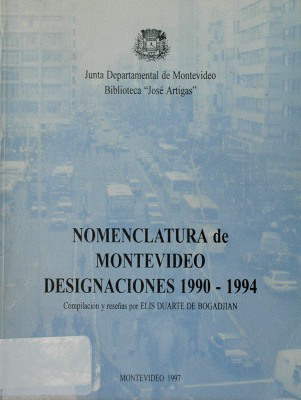 Junta Departamental de Montevideo
Biblioteca "José Artigas"
NOMENCLATURA de
MONTEVIDEO
DESIGNACIONES 1990 - 1994
Compilación y reseñas por ELIS DUARTE DE BOGADJIAN
MONTEVIDEO 1997